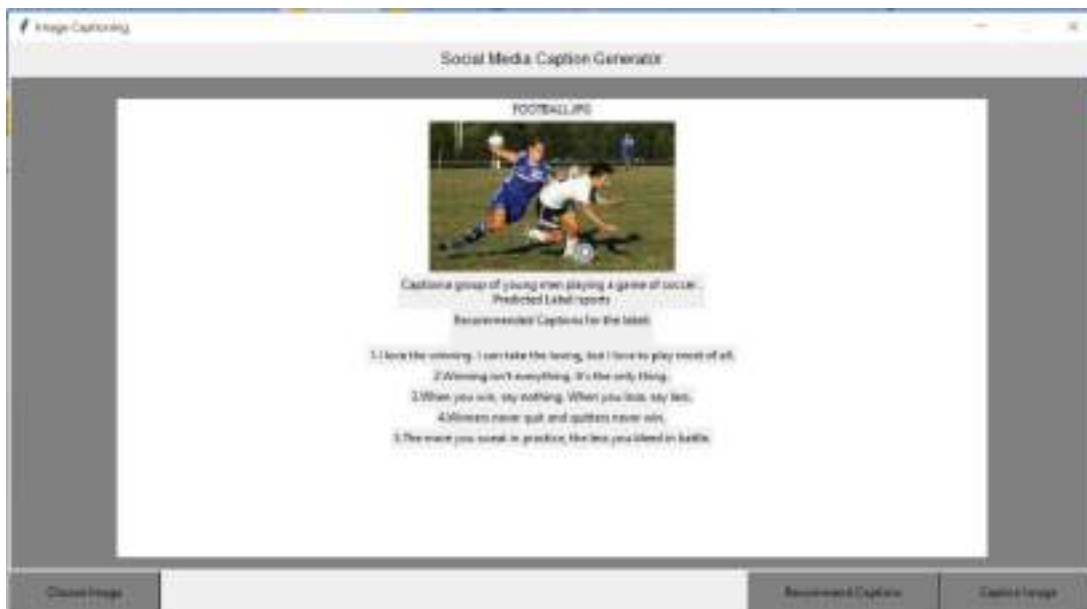 Image Captioning
Social Media Caption Generator
FOOTBALL.JPG
Caption:a group of young men playing a game of soccer .
Predicted Label:sports
Recommended Captions for the label:
1.I love the winning. I can take the losing, but I love to play most of all.
2.Winning isn't everything. It's the only thing.
3.When you win, say nothing. When you lose, say less.
4.Winners never quit and quitters never win.
5.The more you sweat in practice, the less you bleed in battle.
Choose Image
Recommend Captions
Caption Image